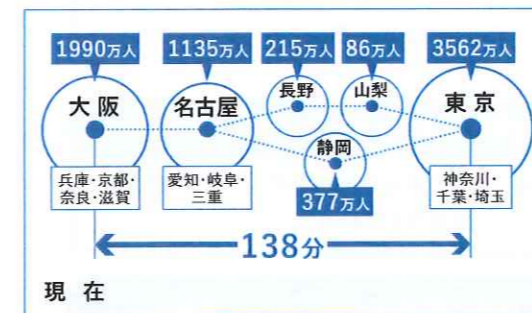 1990万人
1135万人
215万人
86万人
3562万人
大阪
名古屋
長野
山梨
東京
静岡
兵庫・京都・
奈良・滋賀
愛知・岐阜・
三重
377万人
神奈川・
千葉・埼玉
138分
現在